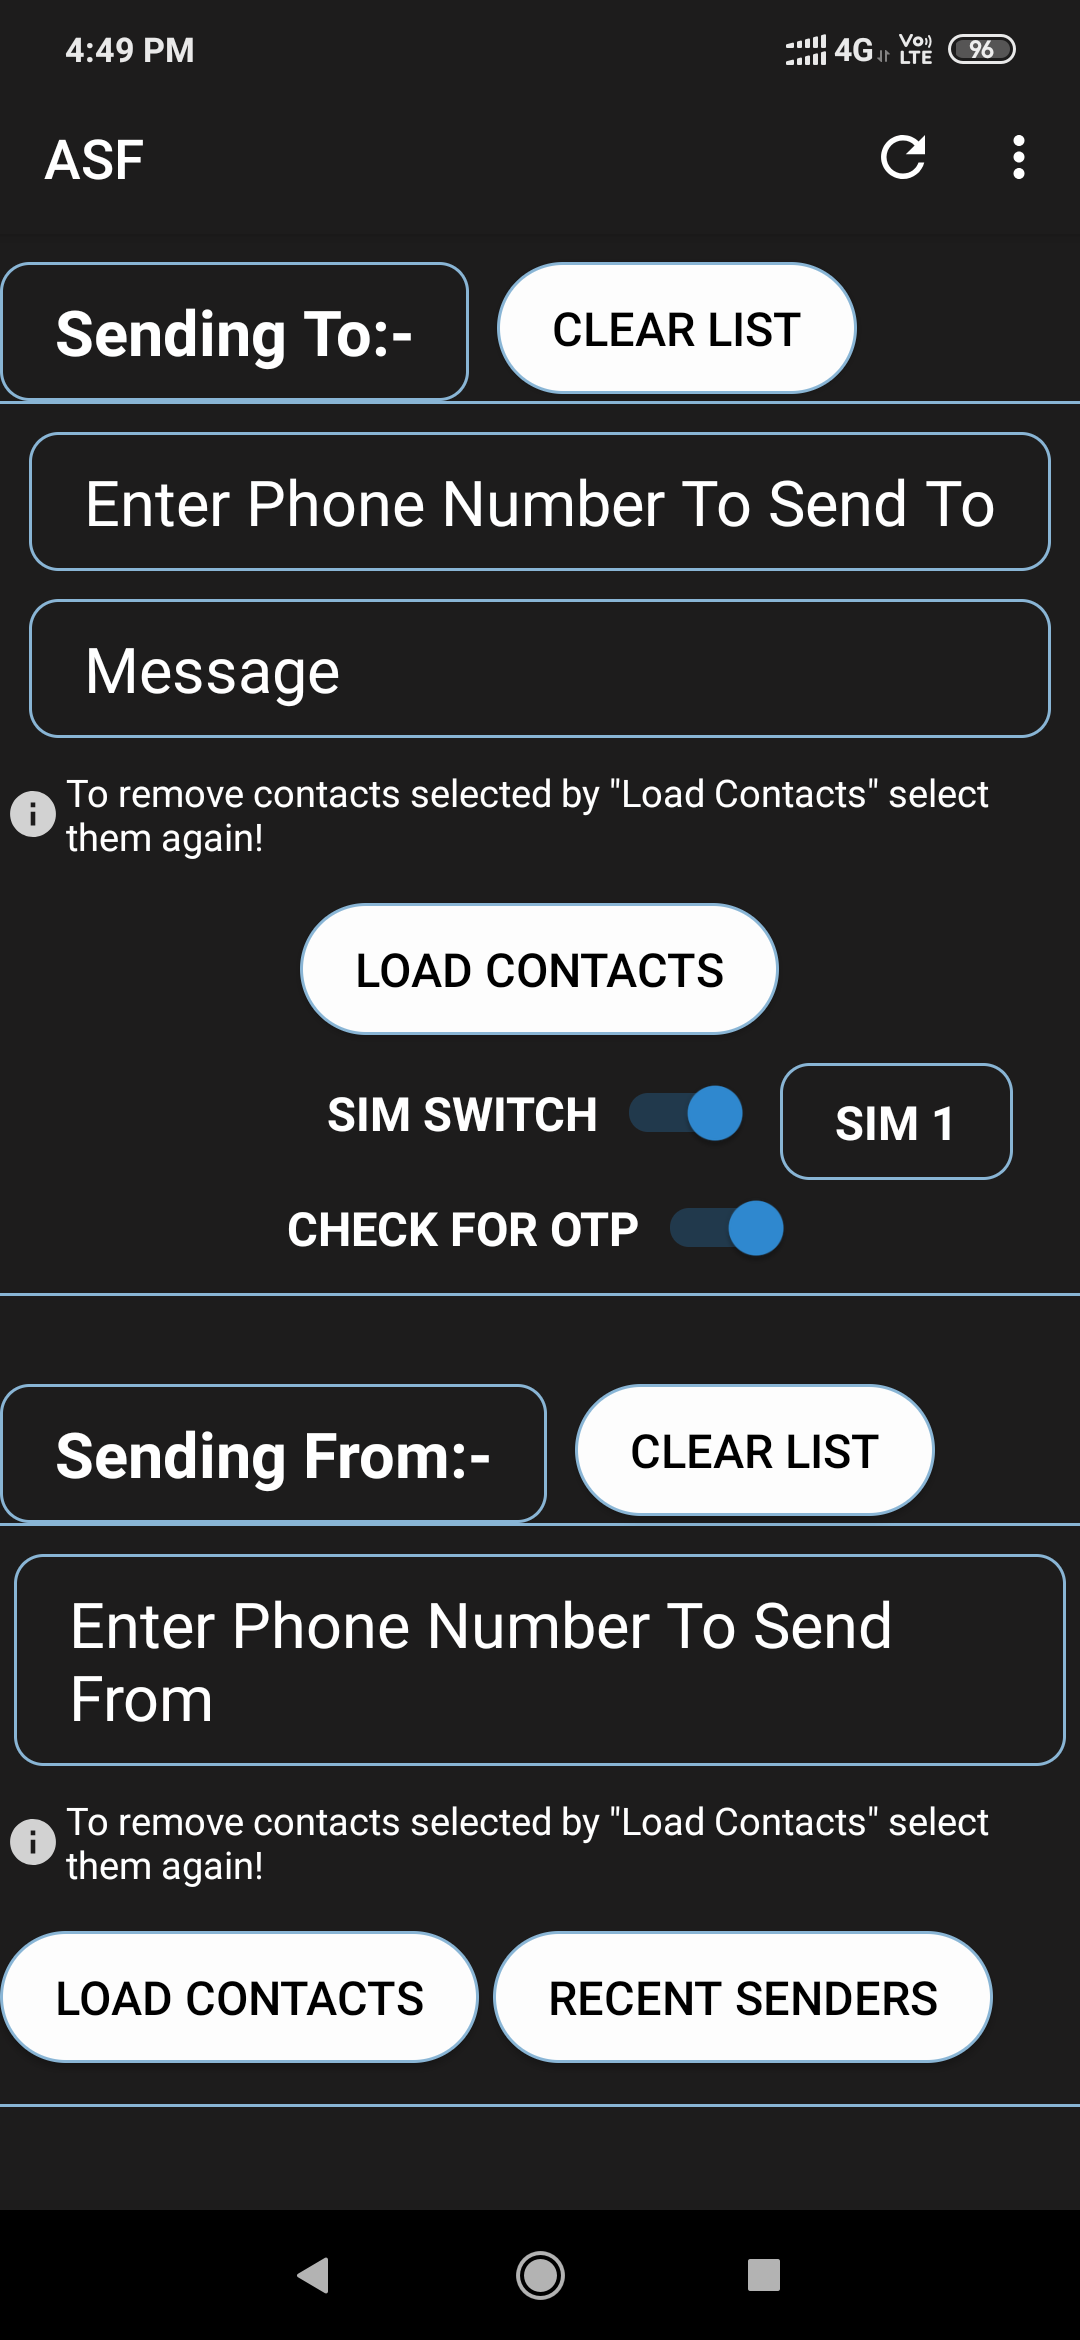 4:49 PM 4G Vo)) LTE 96
ASF
Sending To:- CLEAR LIST
Enter Phone Number To Send To
Message
To remove contacts selected by "Load Contacts" select
them again!
LOAD CONTACTS
SIM SWITCH SIM 1
CHECK FOR OTP
Sending From:- CLEAR LIST
Enter Phone Number To Send
From
To remove contacts selected by "Load Contacts" select
them again!
LOAD CONTACTS RECENT SENDERS